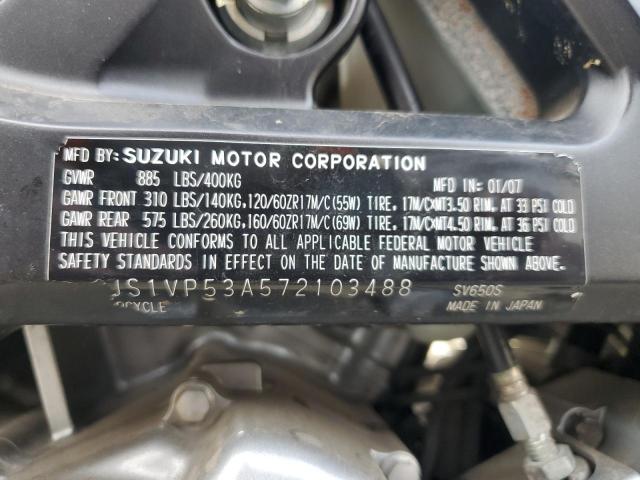 MFD BY: SUZUKI MOTOR CORPORATION
GVWR 885 LBS/400KG MFD IN: 01/07
GAWR FRONT 310 LBS/140KG, 120/60ZR17M/C(55W) TIRE, 17M/C×MT3.50 RIM, AT 33 PSI COLD
GAWR REAR 575 LBS/260KG, 160/60ZR17M/C(69W) TIRE, 17M/C×MT4.50 RIM, AT 36 PSI COLD
THIS VEHICLE CONFORMS TO ALL APPLICABLE FEDERAL MOTOR VEHICLE
SAFETY STANDARDS IN EFFECT ON THE DATE OF MANUFACTURE SHOWN ABOVE.
JS1VP53A572103488 SV650S
CYCLE MADE IN JAPAN